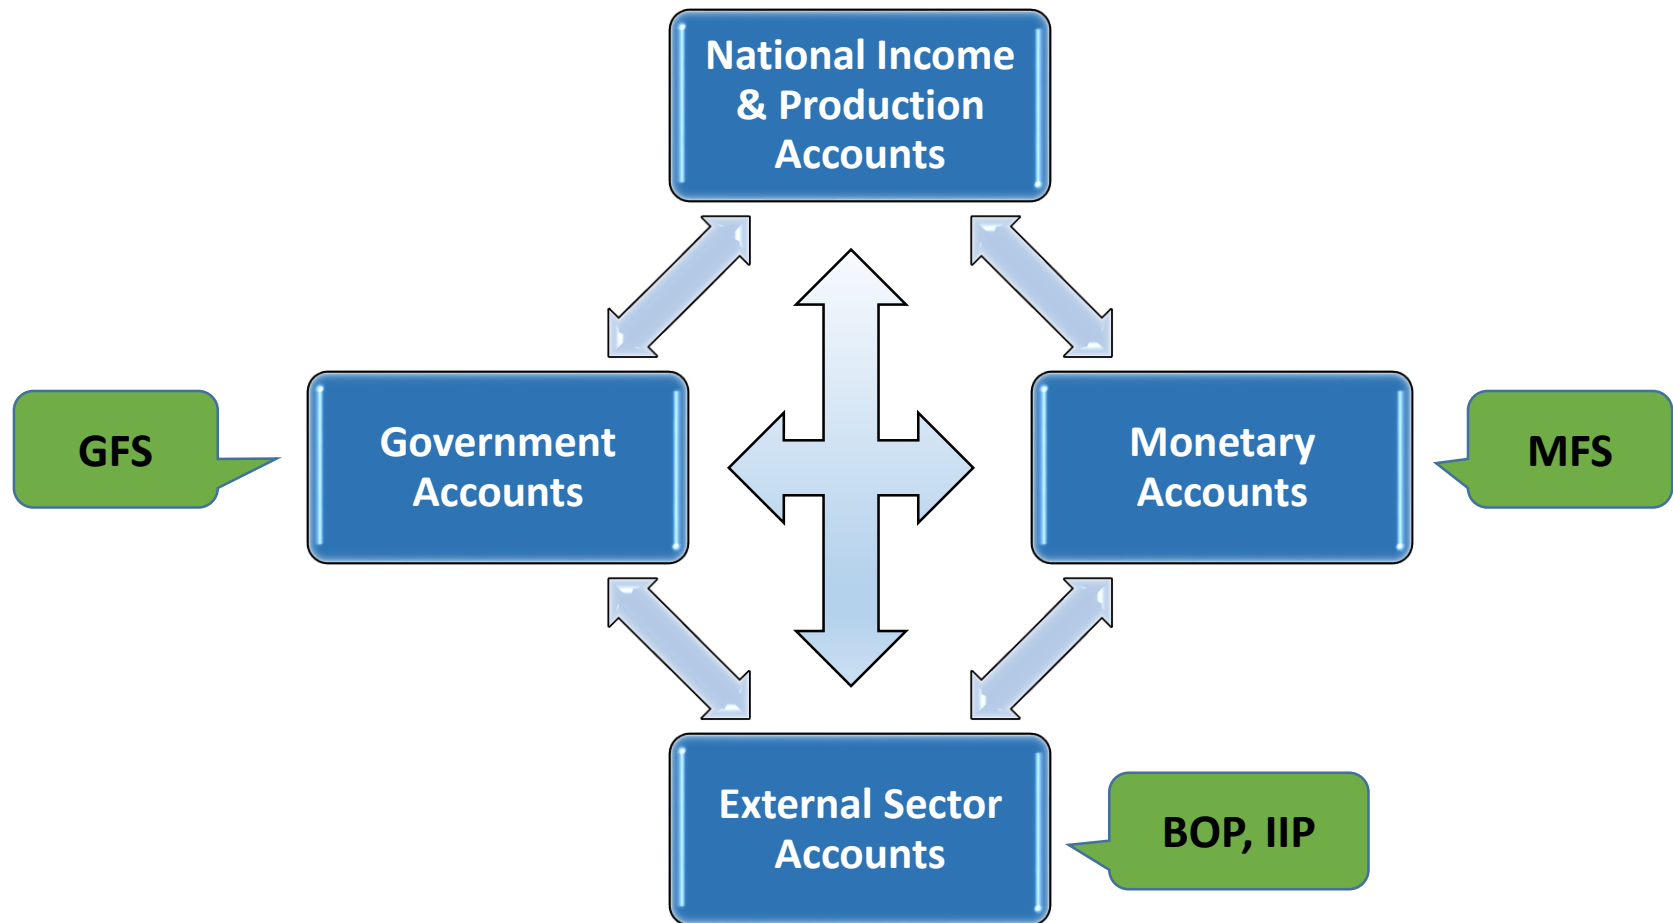 National Income
& Production
Accounts
GFS
Government
Accounts
Monetary
Accounts
MFS
External Sector
Accounts
BOP, IIP